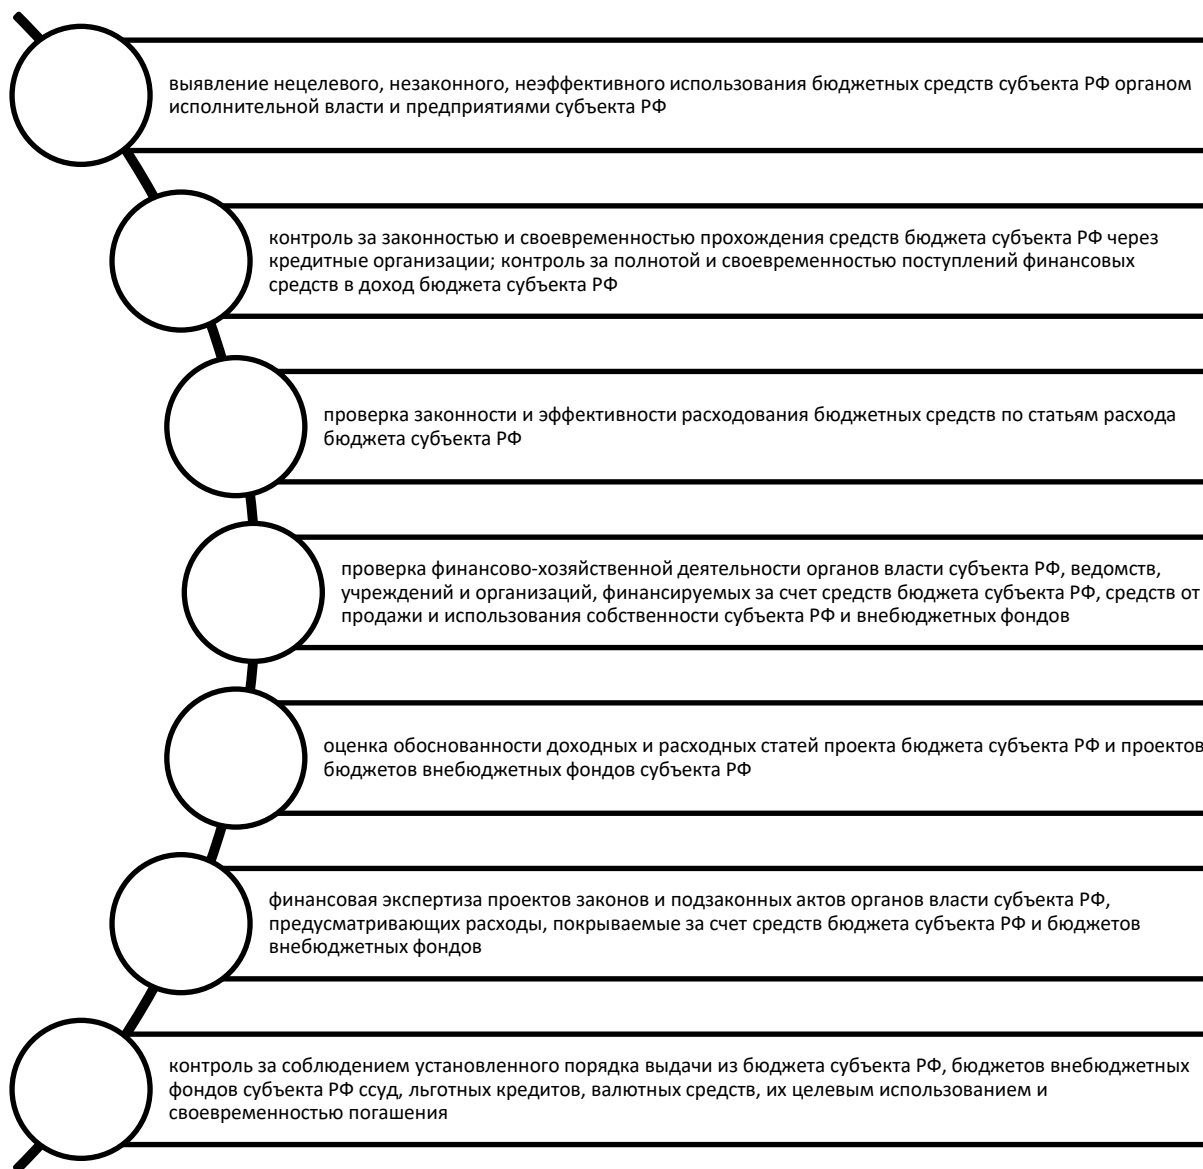 выявление нецелевого, незаконного, неэффективного использования бюджетных средств субъекта РФ органом
исполнительной власти и предприятиями субъекта РФ
контроль за законностью и своевременностью прохождения средств бюджета субъекта РФ через
кредитные организации; контроль за полнотой и своевременностью поступлений финансовых
средств в доход бюджета субъекта РФ
проверка законности и эффективности расходования бюджетных средств по статьям расхода
бюджета субъекта РФ
проверка финансово-хозяйственной деятельности органов власти субъекта РФ, ведомств,
учреждений и организаций, финансируемых за счет средств бюджета субъекта РФ, средств от
продажи и использования собственности субъекта РФ и внебюджетных фондов
оценка обоснованности доходных и расходных статей проекта бюджета субъекта РФ и проектов
бюджетов внебюджетных фондов субъекта РФ
финансовая экспертиза проектов законов и подзаконных актов органов власти субъекта РФ,
предусматривающих расходы, покрываемые за счет средств бюджета субъекта РФ и бюджетов
внебюджетных фондов
контроль за соблюдением установленного порядка выдачи из бюджета субъекта РФ, бюджетов внебюджетных
фондов субъекта РФ ссуд, льготных кредитов, валютных средств, их целевым использованием и
своевременностью погашения